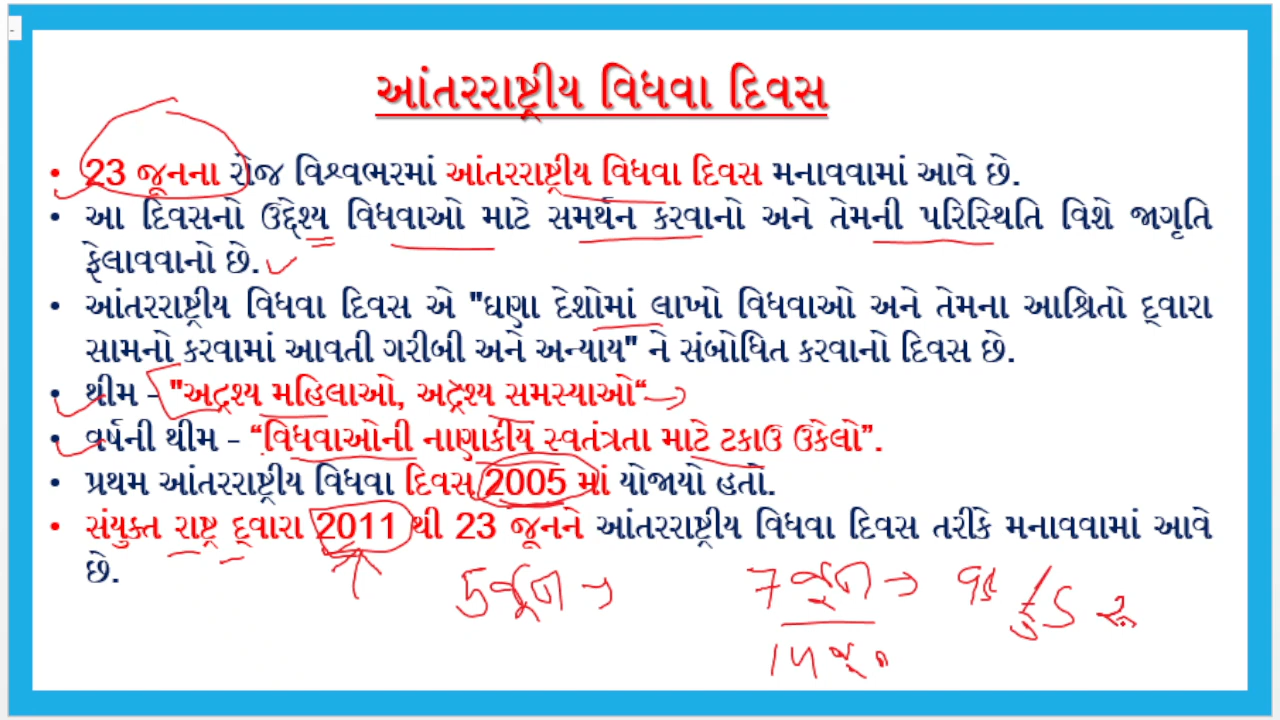 આંતરરાષ્ટ્રીય વિધવા દિવસ
• 23 જૂનના રોજ વિશ્વભરમાં આંતરરાષ્ટ્રીય વિધવા દિવસ મનાવવામાં આવે છે.
• આ દિવસનો ઉદ્દેશ્ય વિધવાઓ માટે સમર્થન કરવાનો અને તેમની પરિસ્થિતિ વિશે જાગૃતિ
ફેલાવવાનો છે.
• આંતરરાષ્ટ્રીય વિધવા દિવસ એ "ઘણા દેશોમાં લાખો વિધવાઓ અને તેમના આશ્રિતો દ્વારા
સામનો કરવામાં આવતી ગરીબી અને અન્યાય" ને સંબોધિત કરવાનો દિવસ છે.
• થીમ – "અદ્રશ્ય મહિલાઓ, અદ્રશ્ય સમસ્યાઓ“
• વર્ષની થીમ – “વિધવાઓની નાણાકીય સ્વતંત્રતા માટે ટકાઉ ઉકેલો”.
• પ્રથમ આંતરરાષ્ટ્રીય વિધવા દિવસ 2005 માં યોજાયો હતો.
• સંયુક્ત રાષ્ટ્ર દ્વારા 2011 થી 23 જૂનને આંતરરાષ્ટ્રીય વિધવા દિવસ તરીકે મનાવવામાં આવે
છે.
5 જૂન → 7 જૂન →